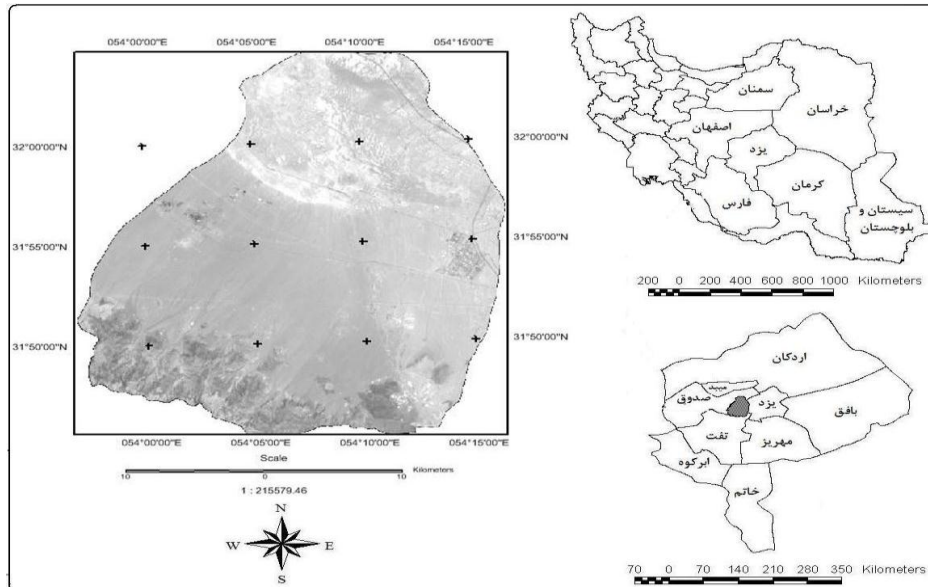 054°00'00"E 054°05'00"E 054°10'00"E 054°15'00"E
32°00'00"N 32°00'00"N
31°55'00"N 31°55'00"N
31°50'00"N 31°50'00"N
054°00'00"E 054°05'00"E 054°10'00"E 054°15'00"E
Scale
10 0 10 Kilometers
1 : 215579.46
N
W E
S
سمنان
خراسان
اصفهان
یزد
کرمان
فارس
سیستان و
بلوچستان
200 0 200 400 600 800 1000 Kilometers
اردکان
میبد
صدوق
یزد
بافق
تفت
مهریز
ابرکوه
خاتم
70 0 70 140 210 280 350 Kilometers